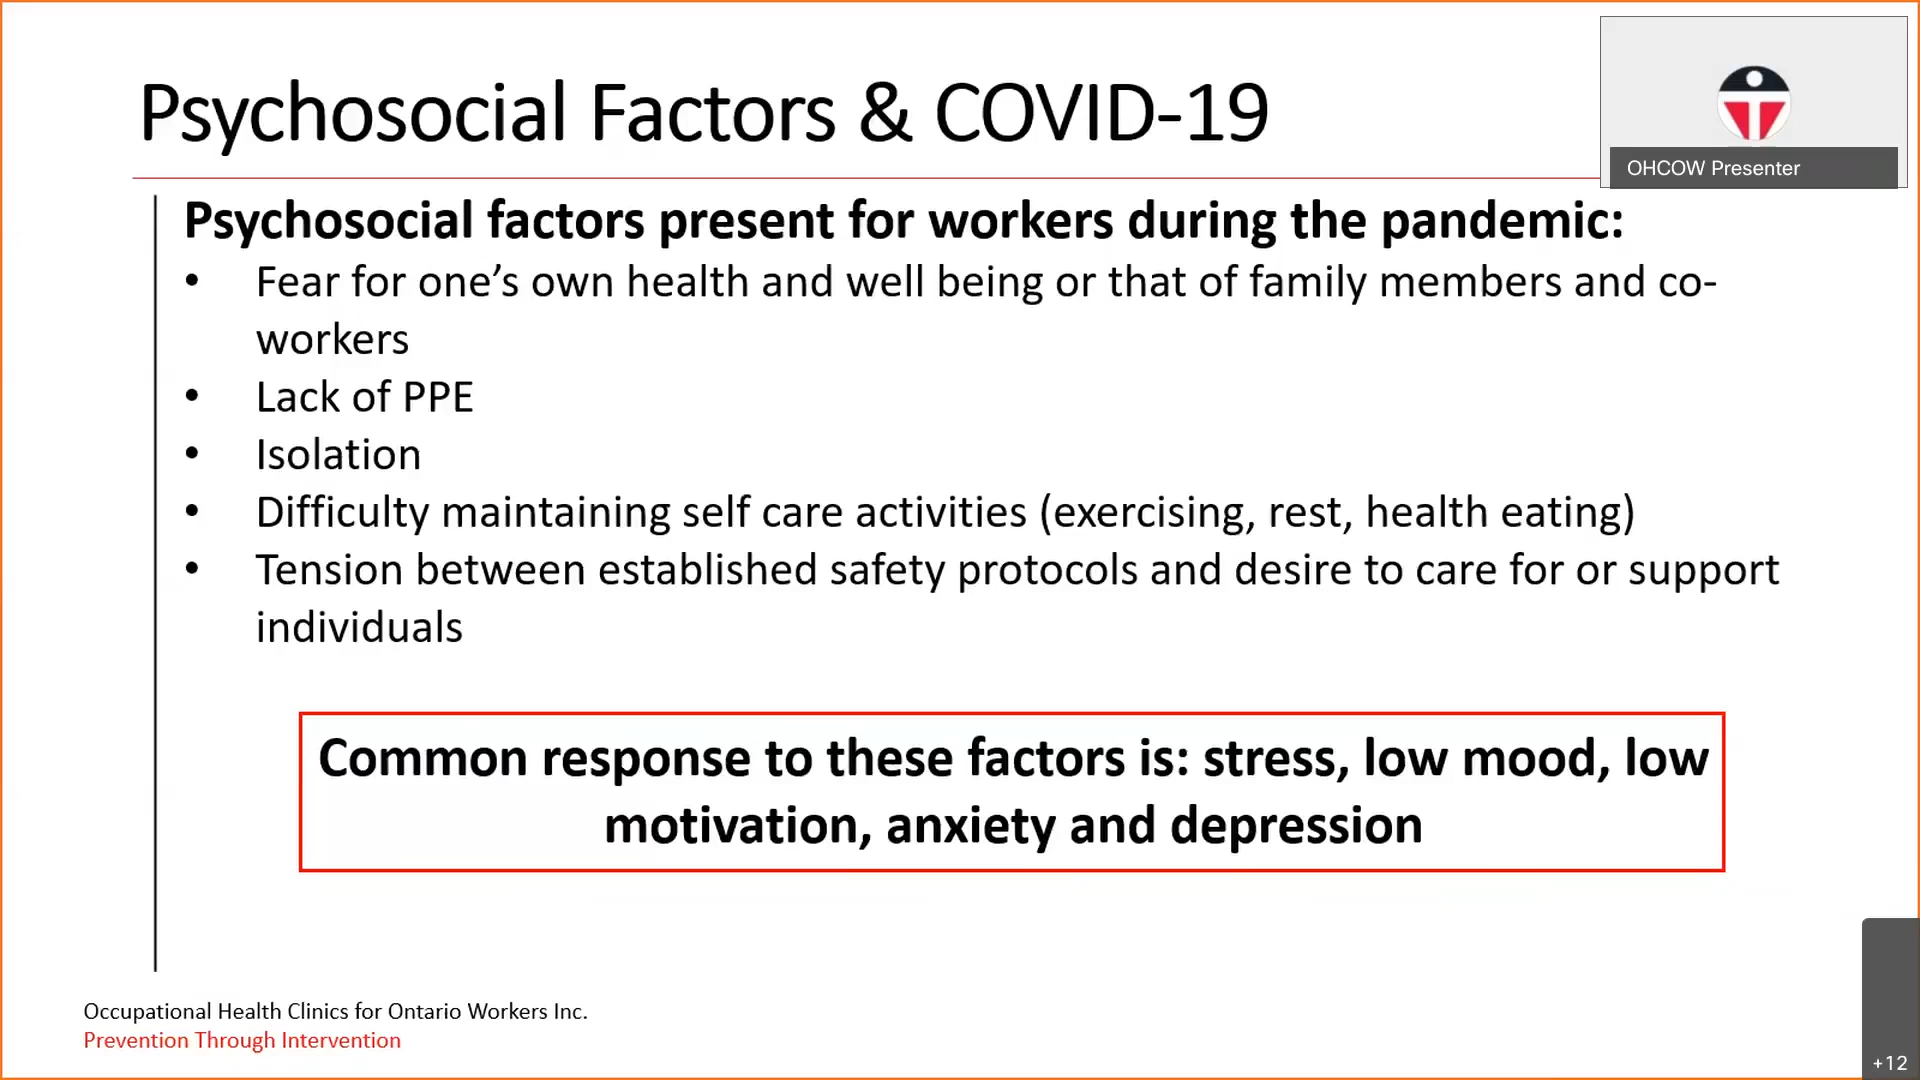 Psychosocial Factors & COVID-19
OHCOW Presenter
Psychosocial factors present for workers during the pandemic:
• Fear for one’s own health and well being or that of family members and co-
workers
• Lack of PPE
• Isolation
• Difficulty maintaining self care activities (exercising, rest, health eating)
• Tension between established safety protocols and desire to care for or support
individuals
Common response to these factors is: stress, low mood, low
motivation, anxiety and depression
Occupational Health Clinics for Ontario Workers Inc.
Prevention Through Intervention
+12